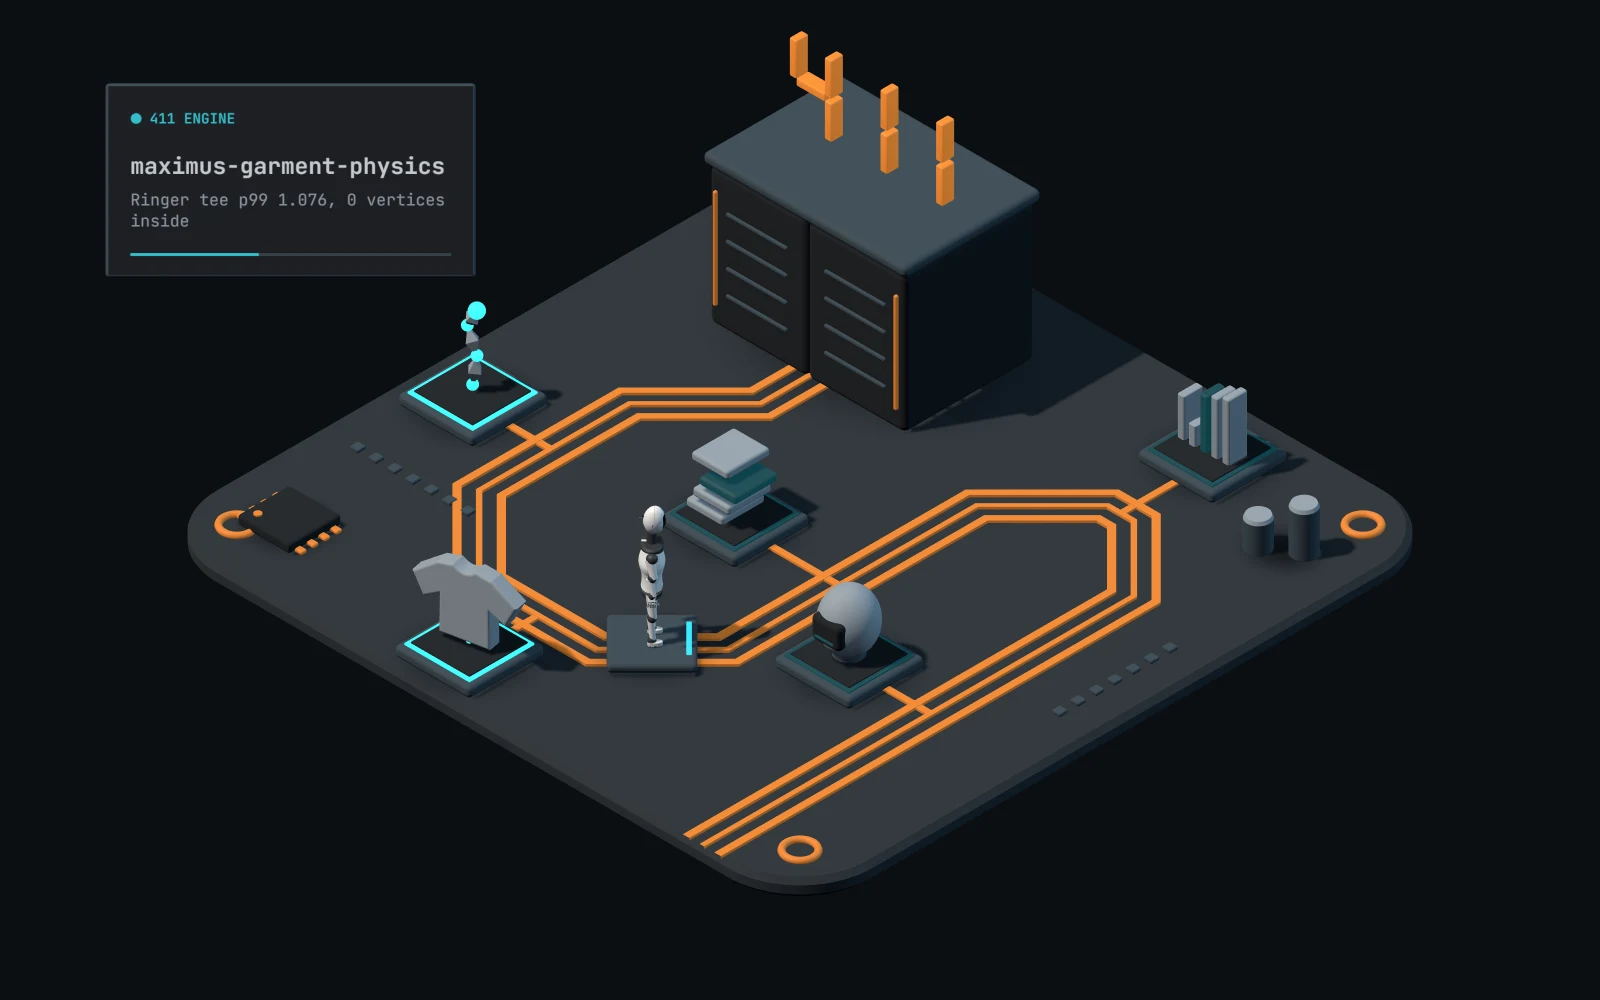 411
411 ENGINE
maximus-garment-physics
Ringer tee p99 1.076, 0 vertices
inside